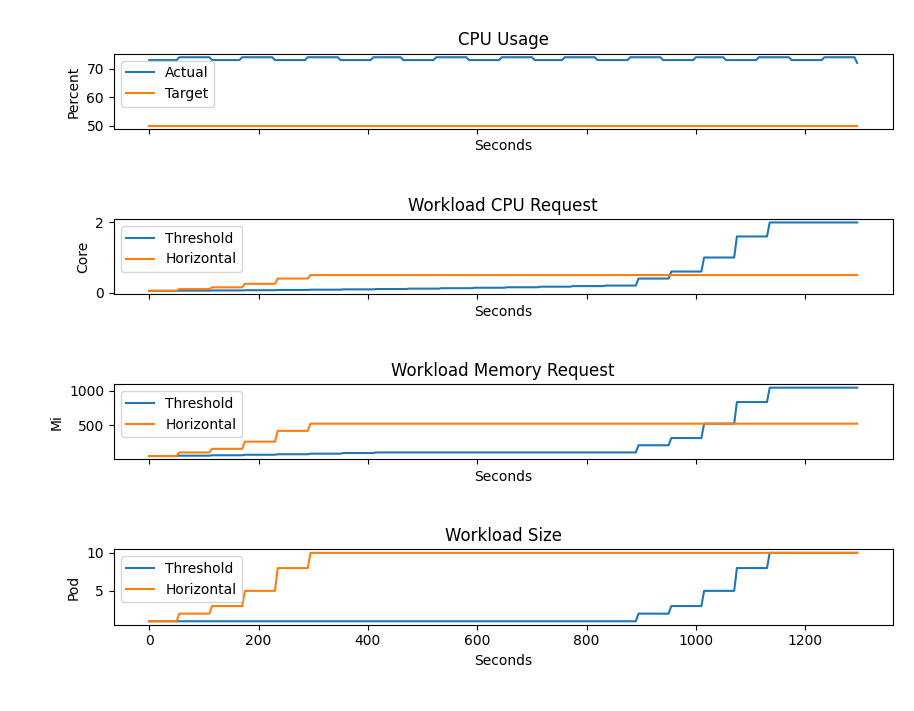 CPU Usage
70
60
50
Percent
Actual
Target
Seconds
Workload CPU Request
2
0
Core
Threshold
Horizontal
Seconds
Workload Memory Request
1000
500
Mi
Threshold
Horizontal
Seconds
Workload Size
10
5
Pod
Threshold
Horizontal
0 200 400 600 800 1000 1200
Seconds